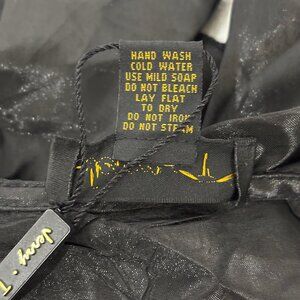 HAND WASH
COLD WATER
USE MILD SOAP
DO NOT BLEACH
LAY FLAT
TO DRY
DO NOT IRON
DO NOT STEAM